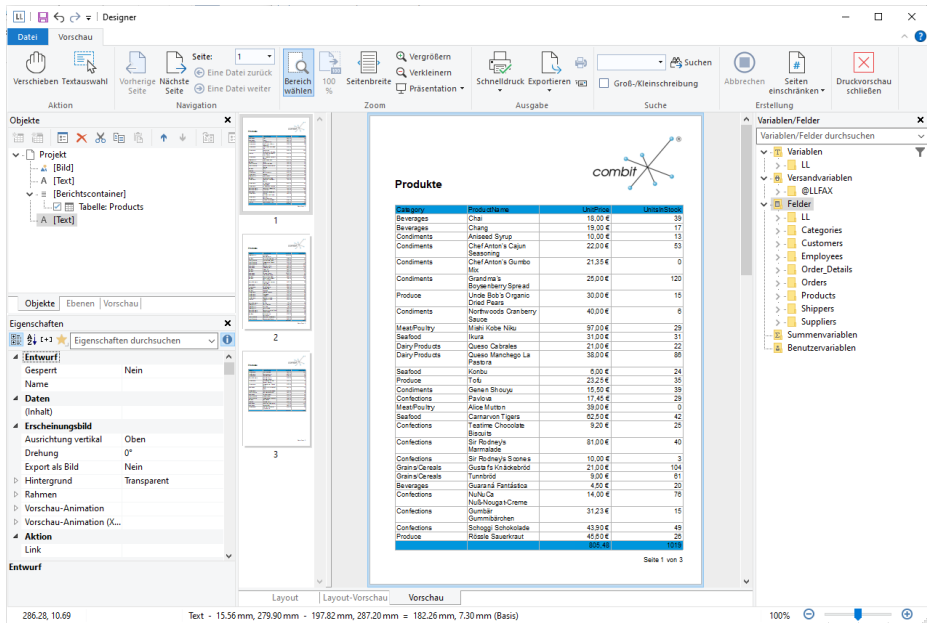 LL Designer
Datei Vorschau
Verschieben Textauswahl
Aktion
Vorherige Seite Nächste Seite
Seite: 1
Eine Datei zurück
Eine Datei weiter
Navigation
Bereich wählen 100 % Seitenbreite
Vergrößern
Verkleinern
Präsentation
Zoom
Schnelldruck Exportieren
Ausgabe
Suchen
Groß-/Kleinschreibung
Suche
Abbrechen Seiten einschränken
Erstellung
Druckvorschau schließen
Objekte
Projekt
[Bild]
A [Text]
[Berichtscontainer]
Tabelle: Products
A [Text]
Objekte Ebenen Vorschau
Eigenschaften
Eigenschaften durchsuchen
Entwurf
Gesperrt Nein
Name
Daten
(Inhalt)
Erscheinungsbild
Ausrichtung vertikal Oben
Drehung 0°
Export als Bild Nein
Hintergrund Transparent
Rahmen
Vorschau-Animation
Vorschau-Animation (X...
Aktion
Link
Entwurf
1
2
3
combit
Produkte
Category ProductName UnitPrice UnitsInStock
Beverages Chai 18,00 € 39
Beverages Chang 19,00 € 17
Condiments Aniseed Syrup 10,00 € 13
Condiments Chef Anton's Cajun 22,00 € 53
Seasoning
Condiments Chef Anton's Gumbo 21,35 € 0
Mix
Condiments Grandma's 25,00 € 120
Boysenberry Spread
Produce Uncle Bob's Organic 30,00 € 15
Dried Pears
Condiments Northwoods Cranberry 40,00 € 6
Sauce
Meat/Poultry Mishi Kobe Niku 97,00 € 29
Seafood Ikura 31,00 € 31
Dairy Products Queso Cabrales 21,00 € 22
Dairy Products Queso Manchego La 38,00 € 86
Pastora
Seafood Konbu 6,00 € 24
Produce Tofu 23,25 € 35
Condiments Genen Shouyu 15,50 € 39
Confections Pavlova 17,45 € 29
Meat/Poultry Alice Mutton 39,00 € 0
Seafood Carnarvon Tigers 62,50 € 42
Confections Teatime Chocolate 9,20 € 25
Biscuits
Confections Sir Rodney's 81,00 € 40
Marmalade
Confections Sir Rodney's Scones 10,00 € 3
Grains/Cereals Gustaf's Knäckebröd 21,00 € 104
Grains/Cereals Tunnbröd 9,00 € 61
Beverages Guaraná Fantástica 4,50 € 20
Confections NuNuCa 14,00 € 76
Nuß-Nougat-Creme
Confections Gumbär 31,23 € 15
Gummibärchen
Confections Schoggi Schokolade 43,90 € 49
Produce Rössle Sauerkraut 45,60 € 26
806,48 1019
Seite 1 von 3
Layout Layout-Vorschau Vorschau
Variablen/Felder
Variablen/Felder durchsuchen
Variablen
LL
Versandvariablen
@LLFAX
Felder
LL
Categories
Customers
Employees
Order_Details
Orders
Products
Shippers
Suppliers
Summenvariablen
Benutzervariablen
286.28, 10.69 Text - 15.56 mm, 279.90 mm - 197.82 mm, 287.20 mm = 182.26 mm, 7.30 mm (Basis) 100%